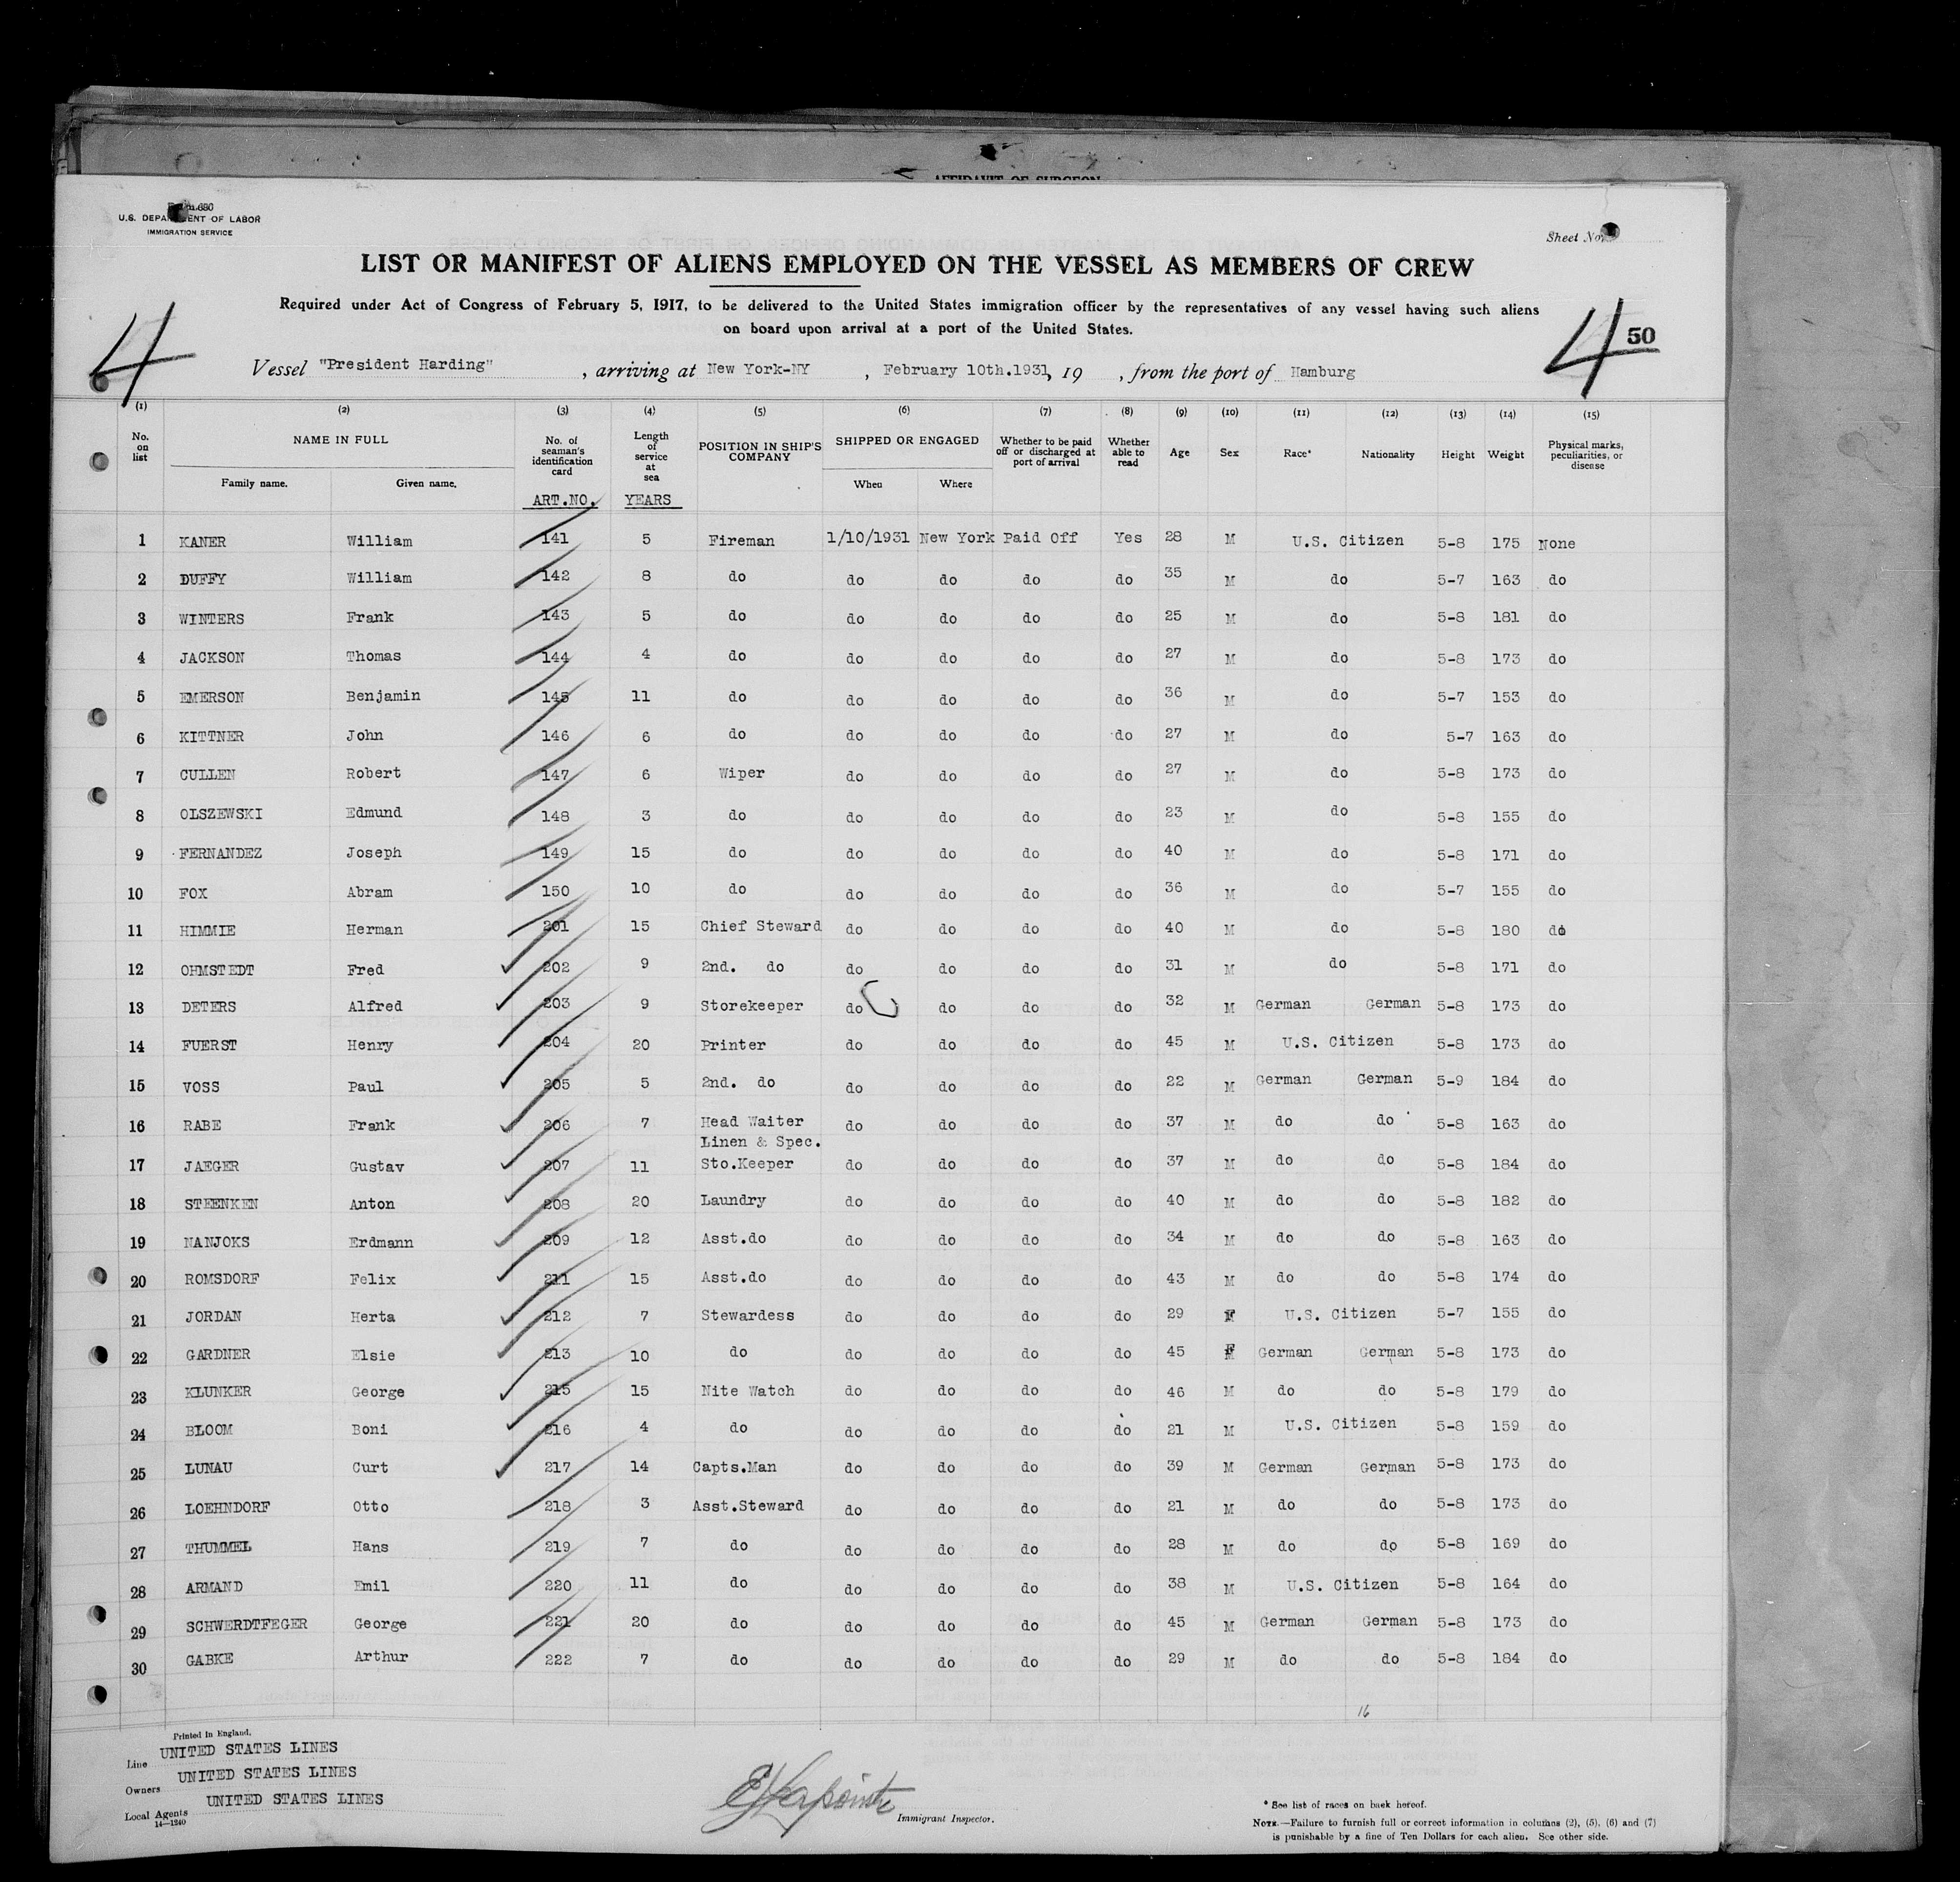 AFFIDAVIT OF SURGEON
U.S. DEPARTMENT OF LABOR
IMMIGRATION SERVICE
Sheet No.
LIST OR MANIFEST OF ALIENS EMPLOYED ON THE VESSEL AS MEMBERS OF CREW
Required under Act of Congress of February 5, 1917, to be delivered to the United States immigration officer by the representatives of any vessel having such aliens
on board upon arrival at a port of the United States.
4 4 50
Vessel "President Harding" , arriving at New York-NY , February 10th.1931, 19 , from the port of Hamburg
(1) (2) (3) (4) (5) (6) (7) (8) (9) (10) (11) (12) (13) (14) (15)
No. on list NAME IN FULL Family name. Given name. No. of seaman's identification card ART.NO. Length of service at sea YEARS POSITION IN SHIP'S COMPANY SHIPPED OR ENGAGED When Where Whether to be paid off or discharged at port of arrival Whether able to read Age Sex Race* Nationality Height Weight Physical marks, peculiarities, or disease
1 KANER William 141 5 Fireman 1/10/1931 New York Paid Off Yes 28 M U.S. Citizen 5-8 175 None
2 DUFFY William 142 8 do do do do do 35 M do 5-7 163 do
3 WINTERS Frank 143 5 do do do do do 25 M do 5-8 181 do
4 JACKSON Thomas 144 4 do do do do do 27 M do 5-8 173 do
5 EMERSON Benjamin 145 11 do do do do do 36 M do 5-7 153 do
6 KITTNER John 146 6 do do do do do 27 M do 5-7 163 do
7 CULLEN Robert 147 6 Wiper do do do do 27 M do 5-8 173 do
8 OLSZEWSKI Edmund 148 3 do do do do do 23 M do 5-8 155 do
9 FERNANDEZ Joseph 149 15 do do do do do 40 M do 5-8 171 do
10 FOX Abram 150 10 do do do do do 36 M do 5-7 155 do
11 HIMMIE Herman 201 15 Chief Steward do do do do 40 M do 5-8 180 do
12 OHMSTEDT Fred 202 9 2nd. do do do do do 31 M do 5-8 171 do
13 DETERS Alfred 203 9 Storekeeper do do do do 32 M German German 5-8 173 do
14 FUERST Henry 204 20 Printer do do do do 45 M U.S. Citizen 5-8 173 do
15 VOSS Paul 205 5 2nd. do do do do do 22 M German German 5-9 184 do
16 RABE Frank 206 7 Head Waiter do do do do 37 M do do 5-8 163 do
17 JAEGER Gustav 207 11 Linen & Spec. Sto.Keeper do do do do 37 M do do 5-8 184 do
18 STEENKEN Anton 208 20 Laundry do do do do 40 M do do 5-8 182 do
19 NANJOKS Erdmann 209 12 Asst.do do do do do 34 M do do 5-8 163 do
20 ROMSDORF Felix 211 15 Asst.do do do do do 43 M do do 5-8 174 do
21 JORDAN Herta 212 7 Stewardess do do do do 29 F U.S. Citizen 5-7 155 do
22 GARDNER Elsie 213 10 do do do do do 45 F German German 5-8 173 do
23 KLUNKER George 215 15 Nite Watch do do do do 46 M do do 5-8 179 do
24 BLOOM Boni 216 4 do do do do do 21 M U.S. Citizen 5-8 159 do
25 LUNAU Curt 217 14 Capts.Man do do do do 39 M German German 5-8 173 do
26 LOEHNDORF Otto 218 3 Asst.Steward do do do do 21 M do do 5-8 173 do
27 THUMMEL Hans 219 7 do do do do do 28 M do do 5-8 169 do
28 ARMAND Emil 220 11 do do do do do 38 M U.S. Citizen 5-8 164 do
29 SCHWERDTFEGER George 221 20 do do do do do 45 M German German 5-8 173 do
30 GABKE Arthur 222 7 do do do do do 29 M do do 5-8 184 do
16
Printed in England.
Line UNITED STATES LINES
Owners UNITED STATES LINES
Local Agents UNITED STATES LINES
14—1240
Immigrant Inspector.
* See list of races on back hereof.
NOTE.—Failure to furnish full or correct information in columns (2), (5), (6) and (7)
is punishable by a fine of Ten Dollars for each alien. See other side.